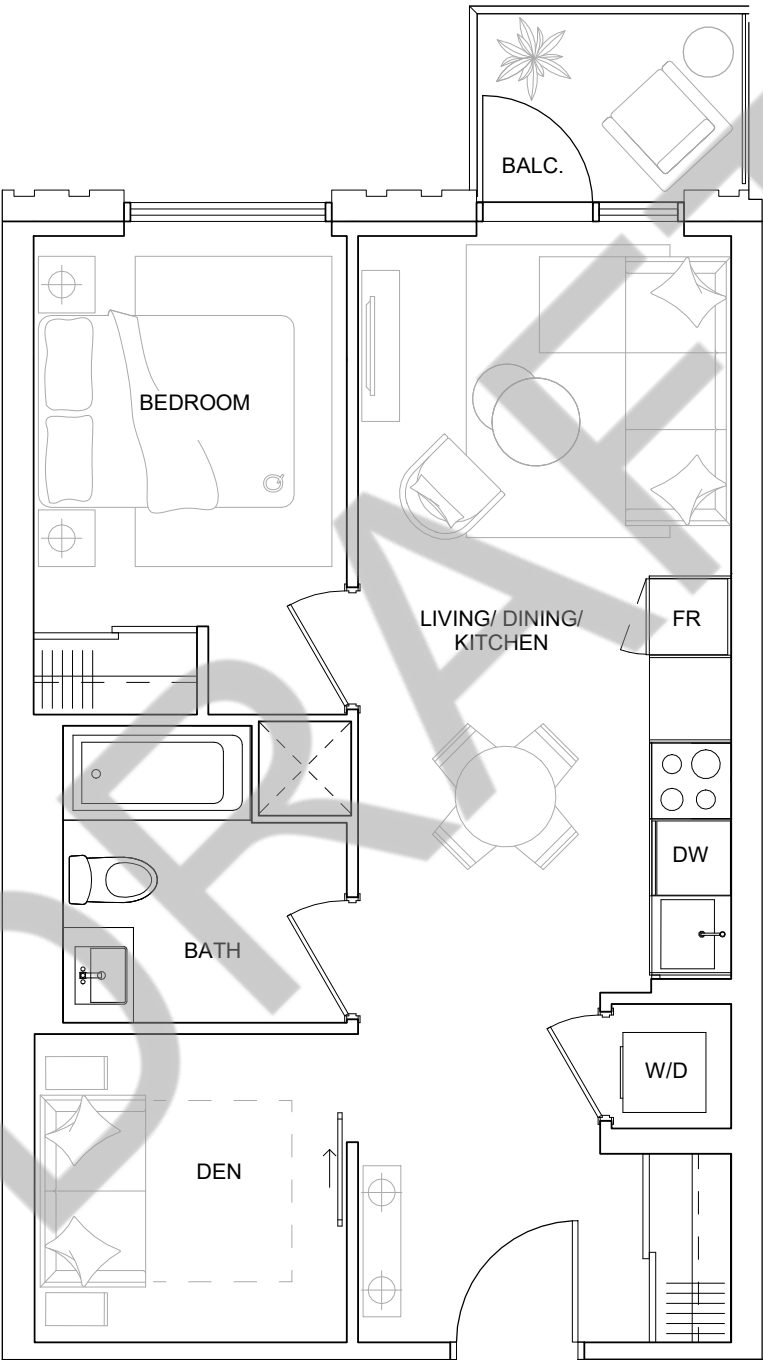 BALC.
BEDROOM
LIVING/ DINING/
KITCHEN
FR
DW
BATH
W/D
DEN
DRAFT